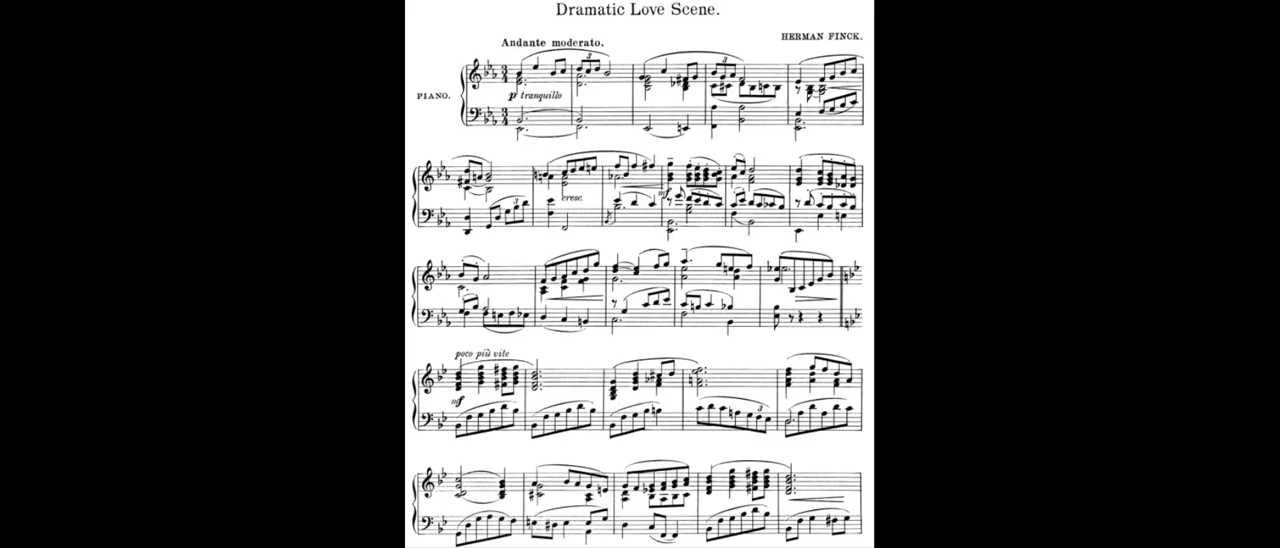 Dramatic Love Scene.
HERMAN FINCK.
Andante moderato.
PIANO.
p tranquillo
cresc.
mf
poco più vite
mf